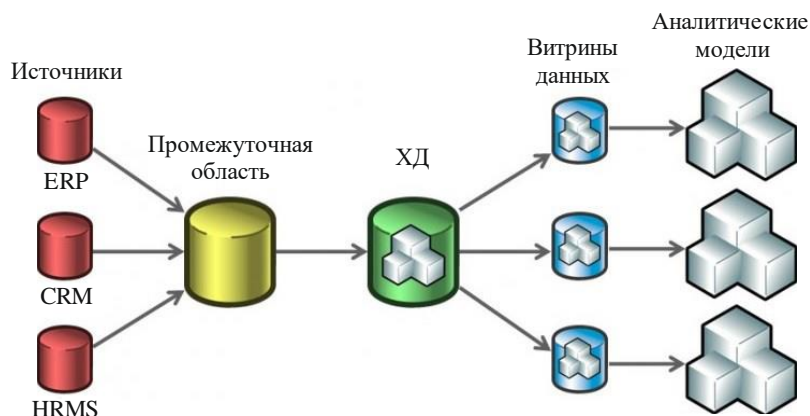 Источники
ERP
CRM
HRMS
Промежуточная
область
ХД
Витрины
данных
Аналитические
модели